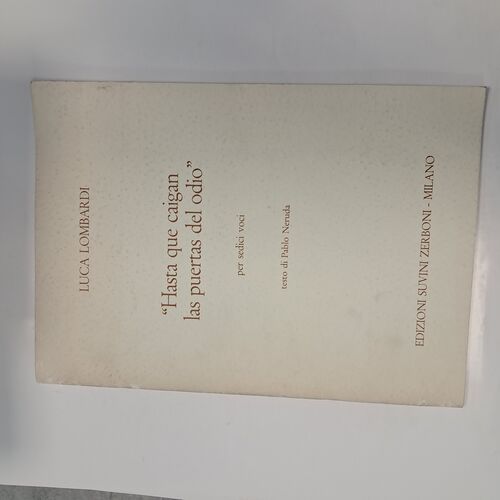 LUCA LOMBARDI
“Hasta que caigan
las puertas del odio”
per sedici voci
testo di Pablo Neruda
EDIZIONI SUVINI ZERBONI - MILANO